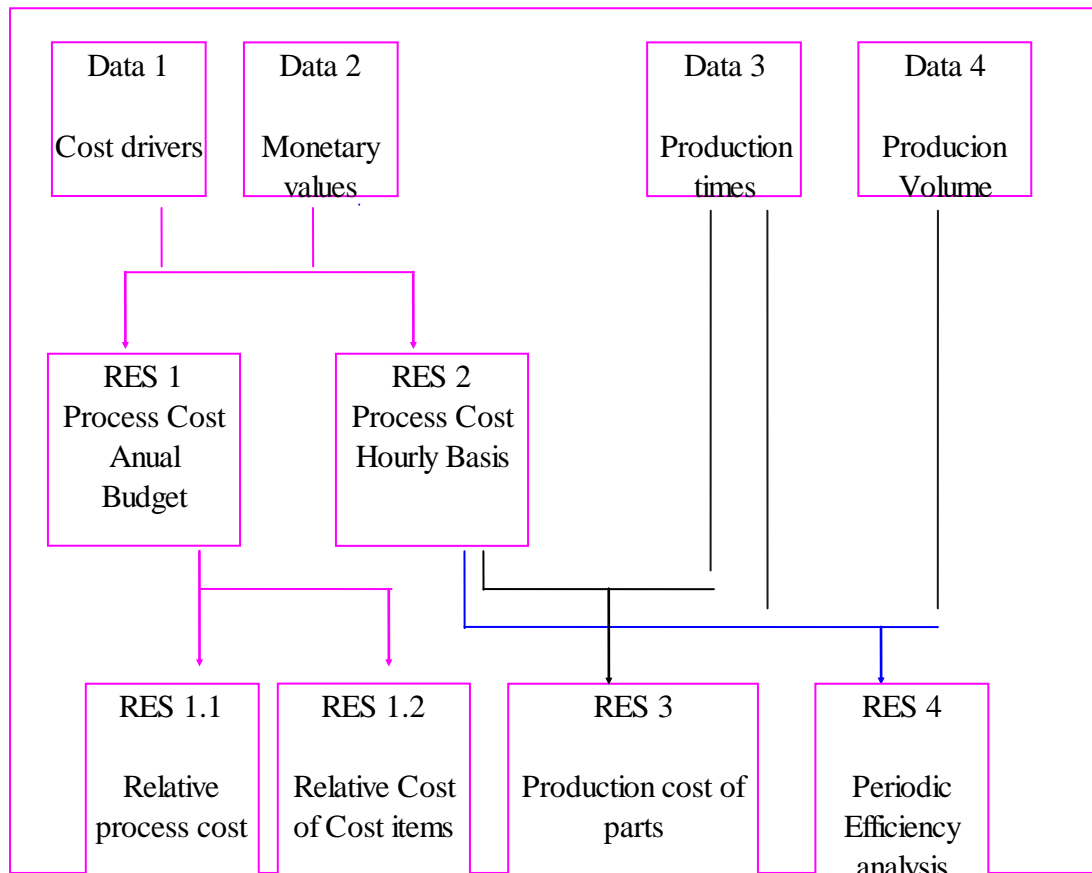 Data 1
Cost drivers
Data 2
Monetary
values
Data 3
Production
times
Data 4
Producion
Volume
RES 1
Process Cost
Anual
Budget
RES 2
Process Cost
Hourly Basis
RES 1.1
Relative
process cost
RES 1.2
Relative Cost
of Cost items
RES 3
Production cost of
parts
RES 4
Periodic
Efficiency
analysis